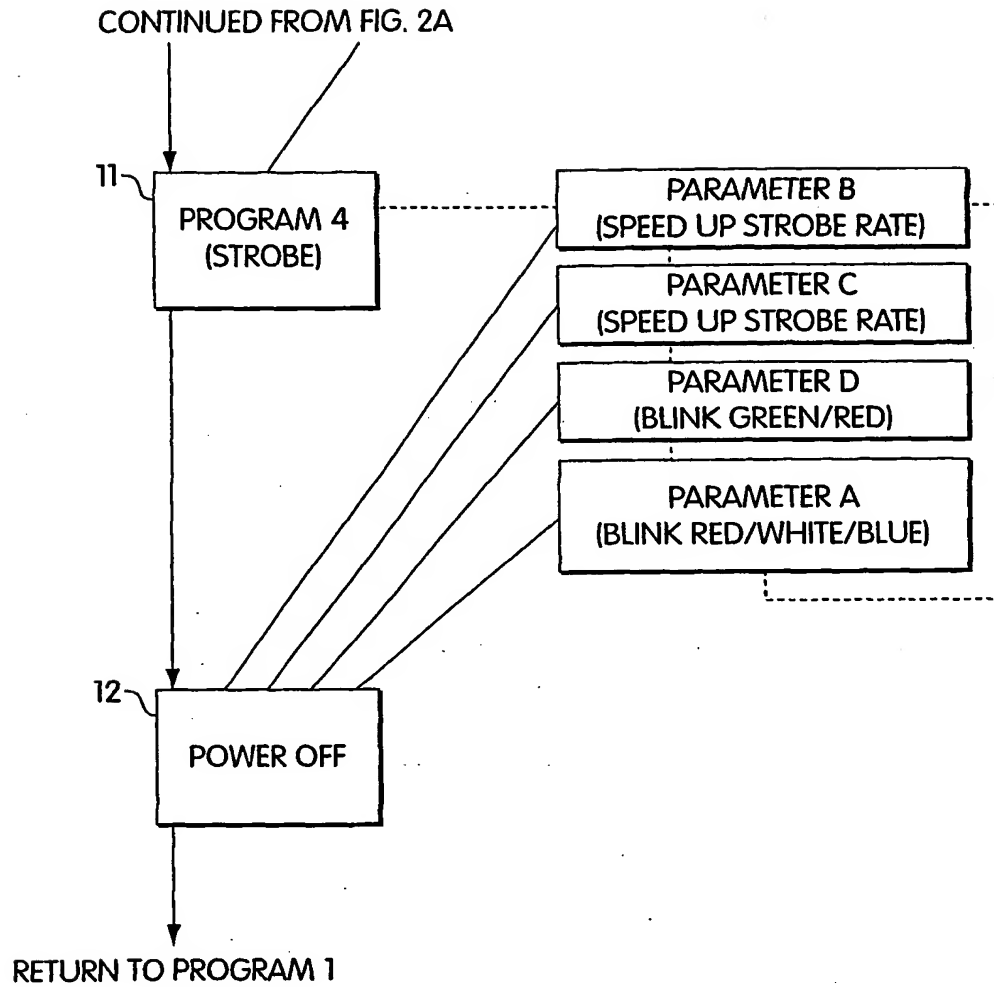 CONTINUED FROM FIG. 2A
11
PROGRAM 4
(STROBE)
PARAMETER B
(SPEED UP STROBE RATE)
PARAMETER C
(SPEED UP STROBE RATE)
PARAMETER D
(BLINK GREEN/RED)
PARAMETER A
(BLINK RED/WHITE/BLUE)
12
POWER OFF
RETURN TO PROGRAM 1